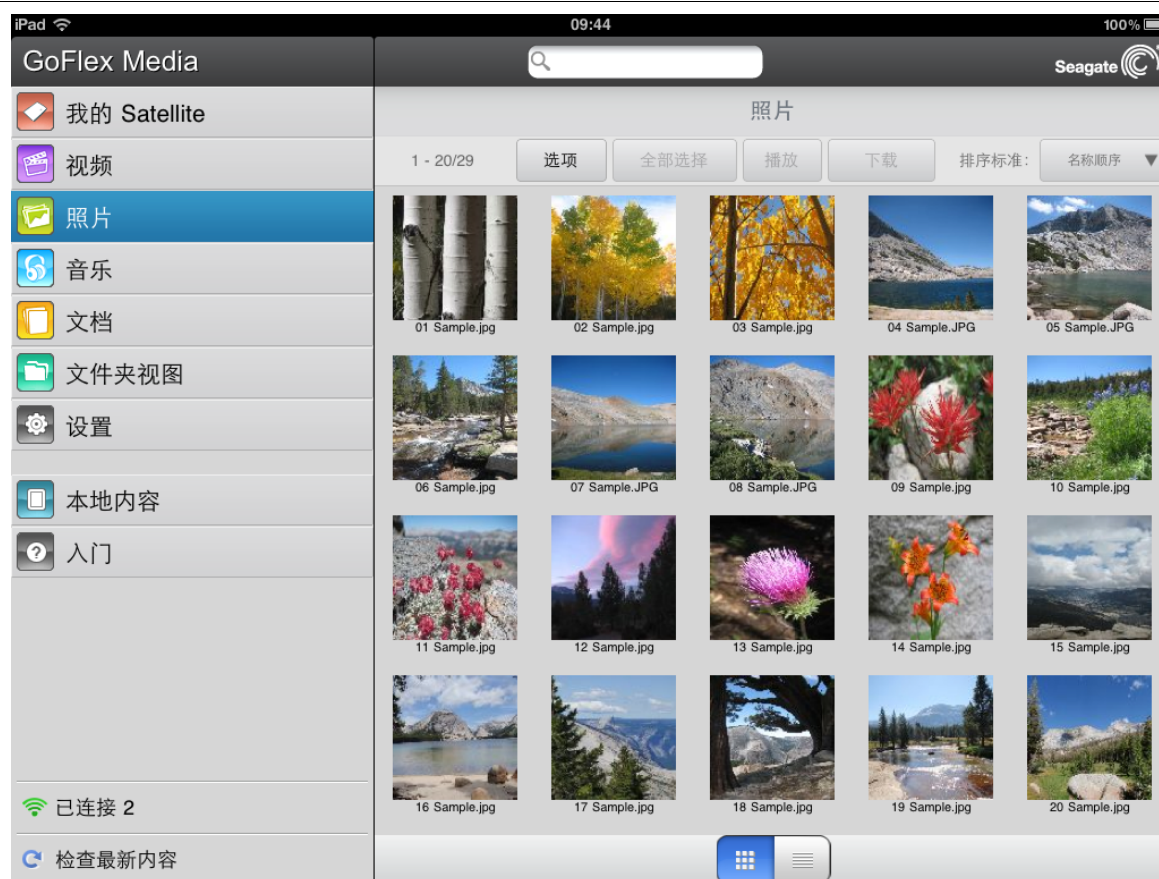 iPad
09:44
100%
GoFlex Media
Seagate
我的 Satellite
视频
照片
音乐
文档
文件夹视图
设置
本地内容
入门
已连接 2
检查最新内容
照片
1 - 20/29
选项
全部选择
播放
下载
排序标准：
名称顺序
01 Sample.jpg
02 Sample.jpg
03 Sample.jpg
04 Sample.JPG
05 Sample.JPG
06 Sample.jpg
07 Sample.JPG
08 Sample.JPG
09 Sample.jpg
10 Sample.jpg
11 Sample.jpg
12 Sample.jpg
13 Sample.jpg
14 Sample.jpg
15 Sample.jpg
16 Sample.jpg
17 Sample.jpg
18 Sample.jpg
19 Sample.jpg
20 Sample.jpg